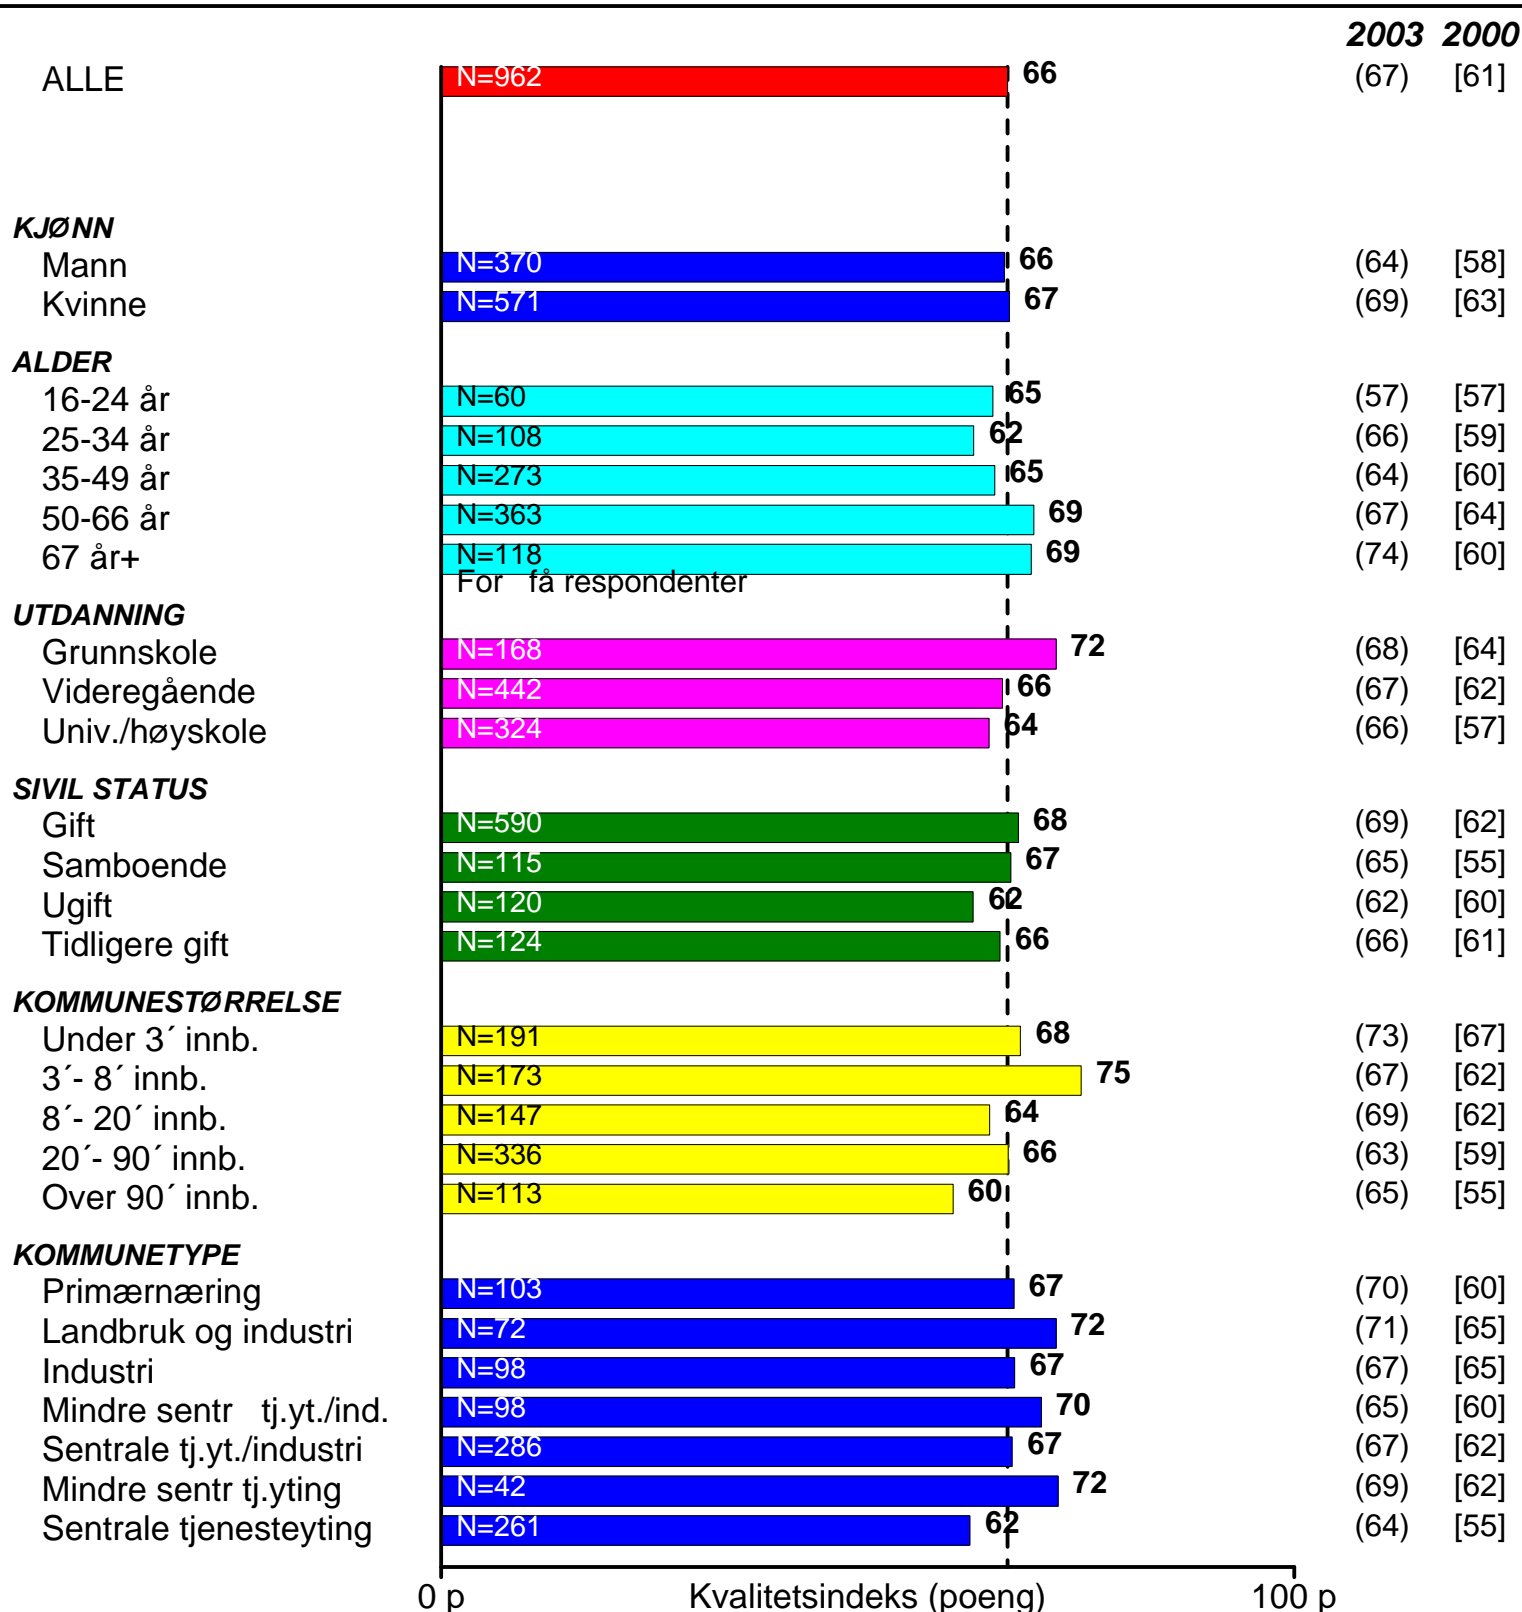 2003 2000
ALLE N=962 66 (67) [61]
KJØNN
Mann N=370 66 (64) [58]
Kvinne N=571 67 (69) [63]
ALDER
16-24 år N=60 65 (57) [57]
25-34 år N=108 62 (66) [59]
35-49 år N=273 65 (64) [60]
50-66 år N=363 69 (67) [64]
67 år+ N=118 69 (74) [60]
For få respondenter
UTDANNING
Grunnskole N=168 72 (68) [64]
Videregående N=442 66 (67) [62]
Univ./høyskole N=324 64 (66) [57]
SIVIL STATUS
Gift N=590 68 (69) [62]
Samboende N=115 67 (65) [55]
Ugift N=120 62 (62) [60]
Tidligere gift N=124 66 (66) [61]
KOMMUNESTØRRELSE
Under 3´ innb. N=191 68 (73) [67]
3´- 8´ innb. N=173 75 (67) [62]
8´- 20´ innb. N=147 64 (69) [62]
20´- 90´ innb. N=336 66 (63) [59]
Over 90´ innb. N=113 60 (65) [55]
KOMMUNETYPE
Primærnæring N=103 67 (70) [60]
Landbruk og industri N=72 72 (71) [65]
Industri N=98 67 (67) [65]
Mindre sentr tj.yt./ind. N=98 70 (65) [60]
Sentrale tj.yt./industri N=286 67 (67) [62]
Mindre sentr tj.yting N=42 72 (69) [62]
Sentrale tjenesteyting N=261 62 (64) [55]
0 p Kvalitetsindeks (poeng) 100 p